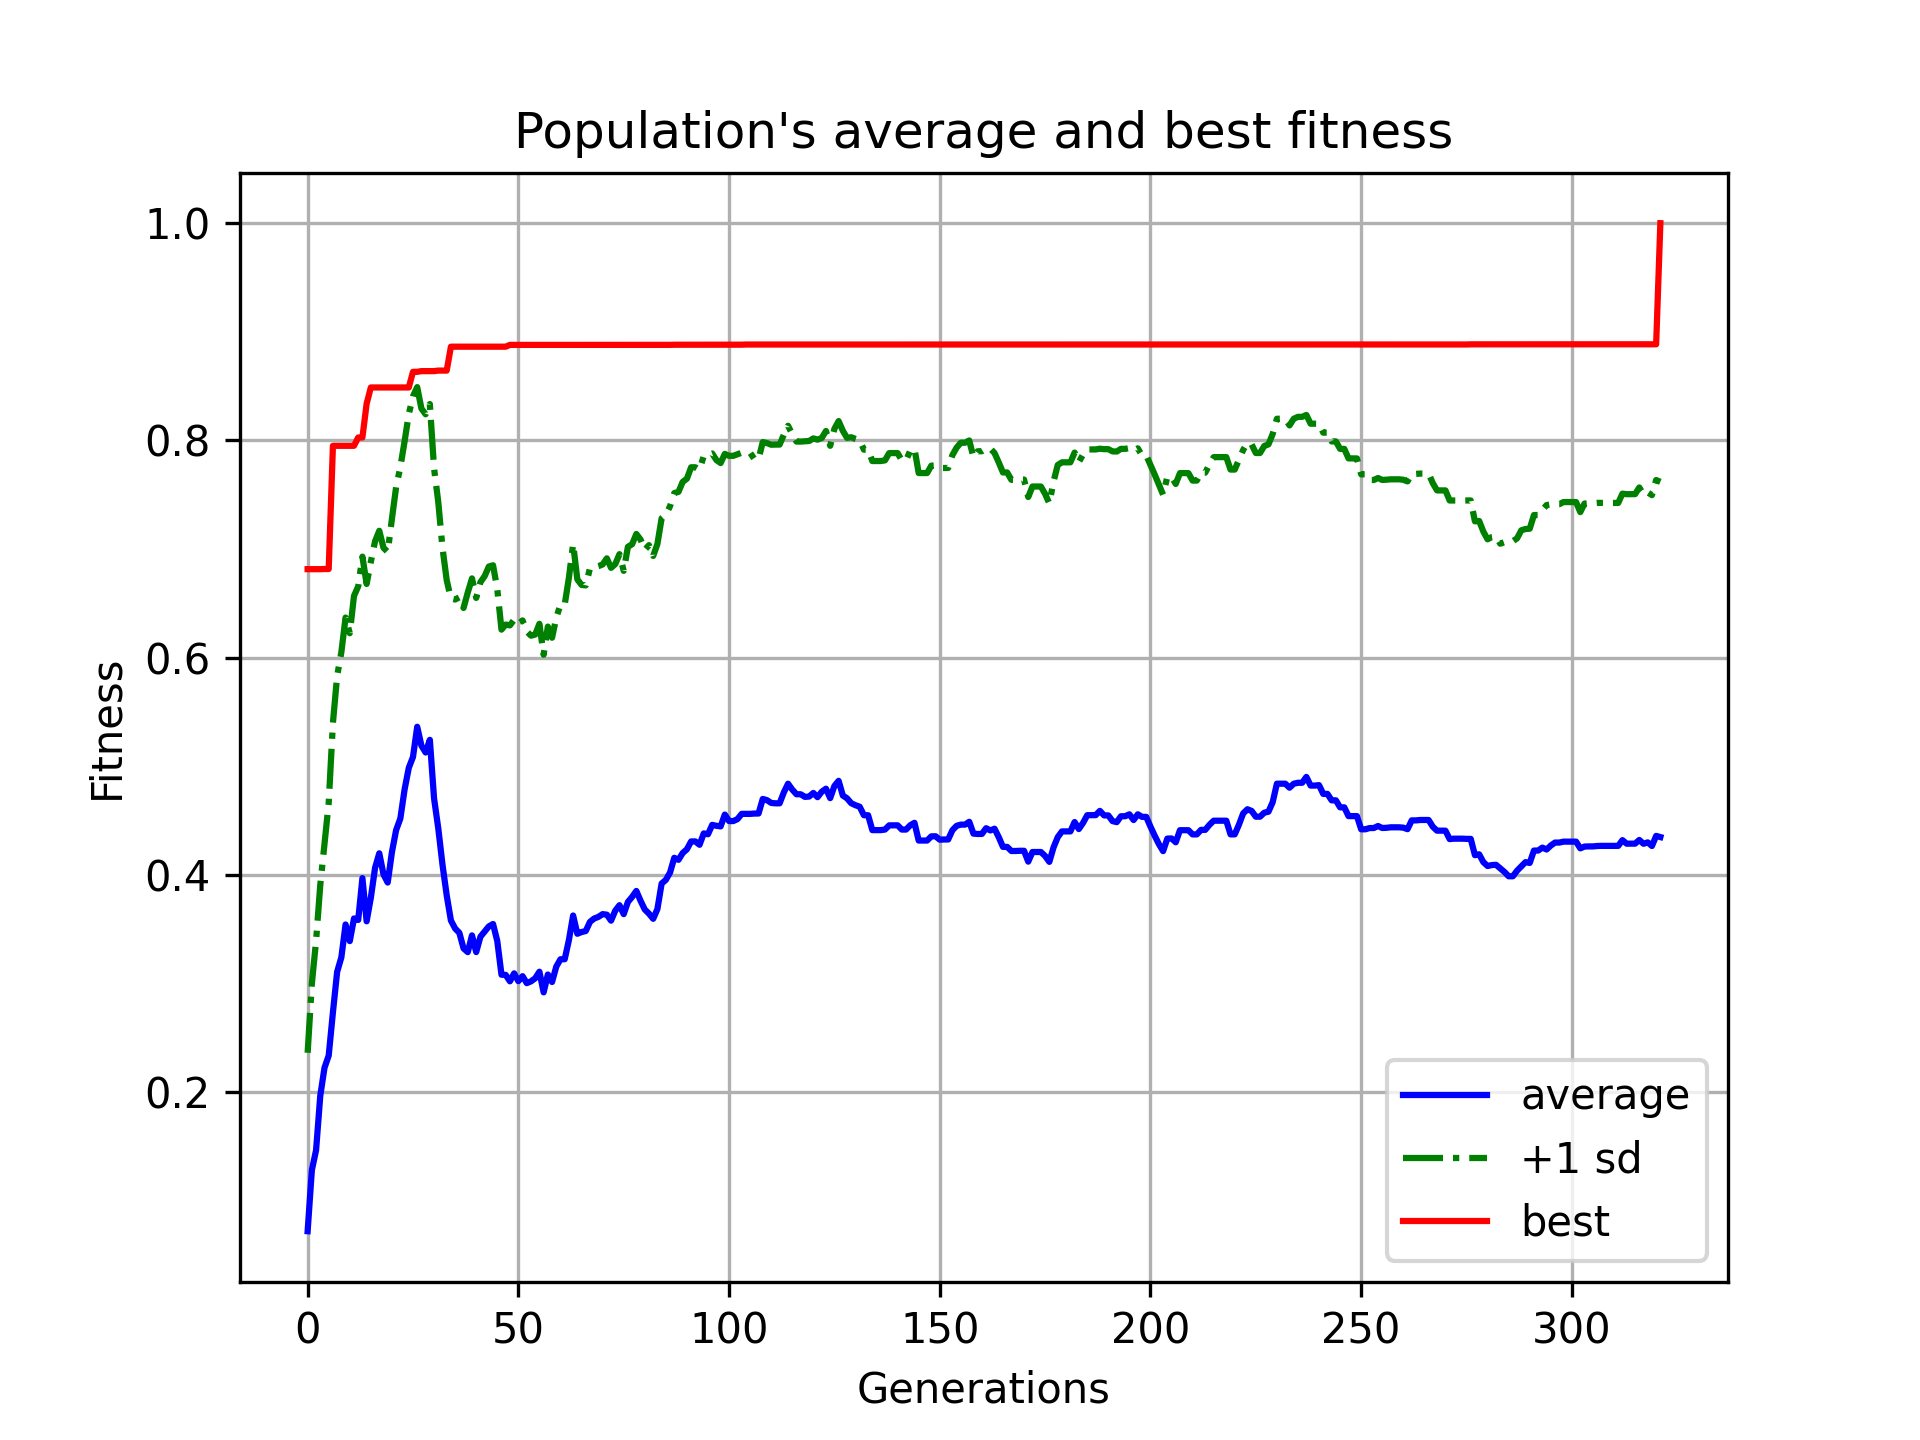 Population's average and best fitness
1.0
0.8
0.6
0.4
0.2
Fitness
0 50 100 150 200 250 300
Generations
average
+1 sd
best